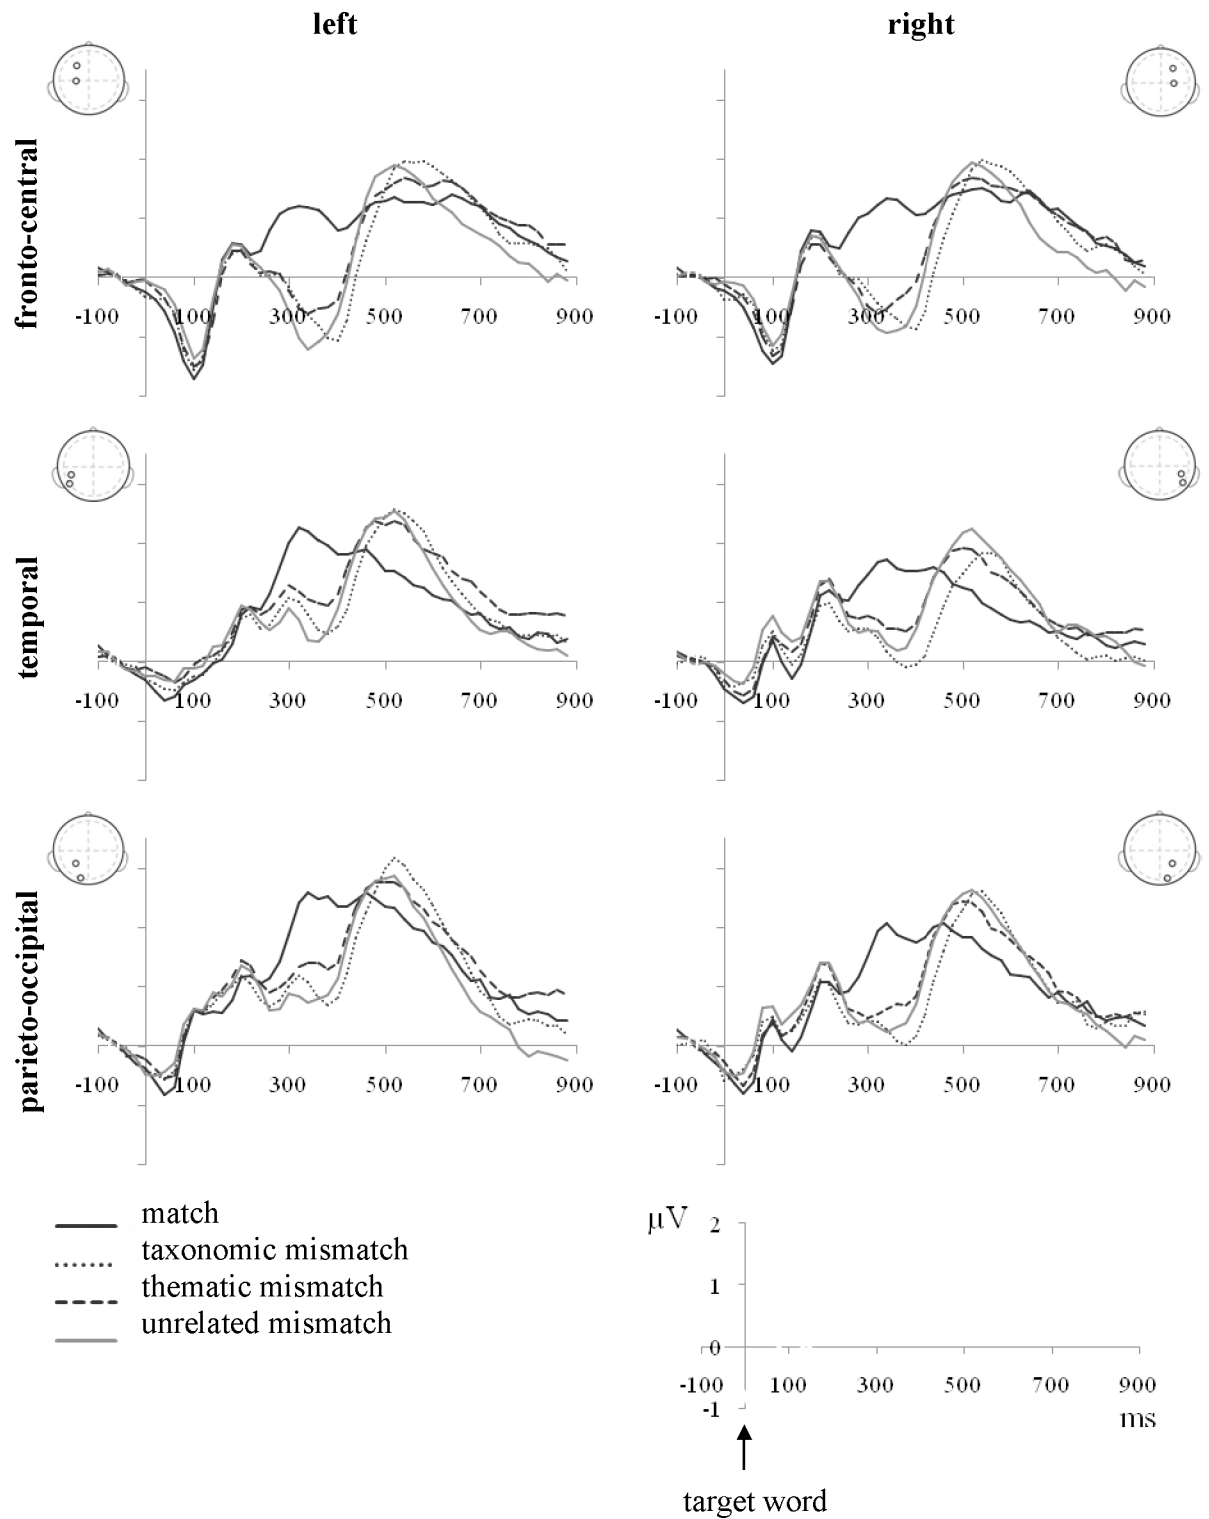 left right
fronto-central
-100 100 300 500 700 900 -100 100 300 500 700 900
temporal
-100 100 300 500 700 900 -100 100 300 500 700 900
parieto-occipital
-100 100 300 500 700 900 -100 100 300 500 700 900
match
taxonomic mismatch
thematic mismatch
unrelated mismatch
µV 2
1
0
-100 100 300 500 700 900
-1
ms
target word